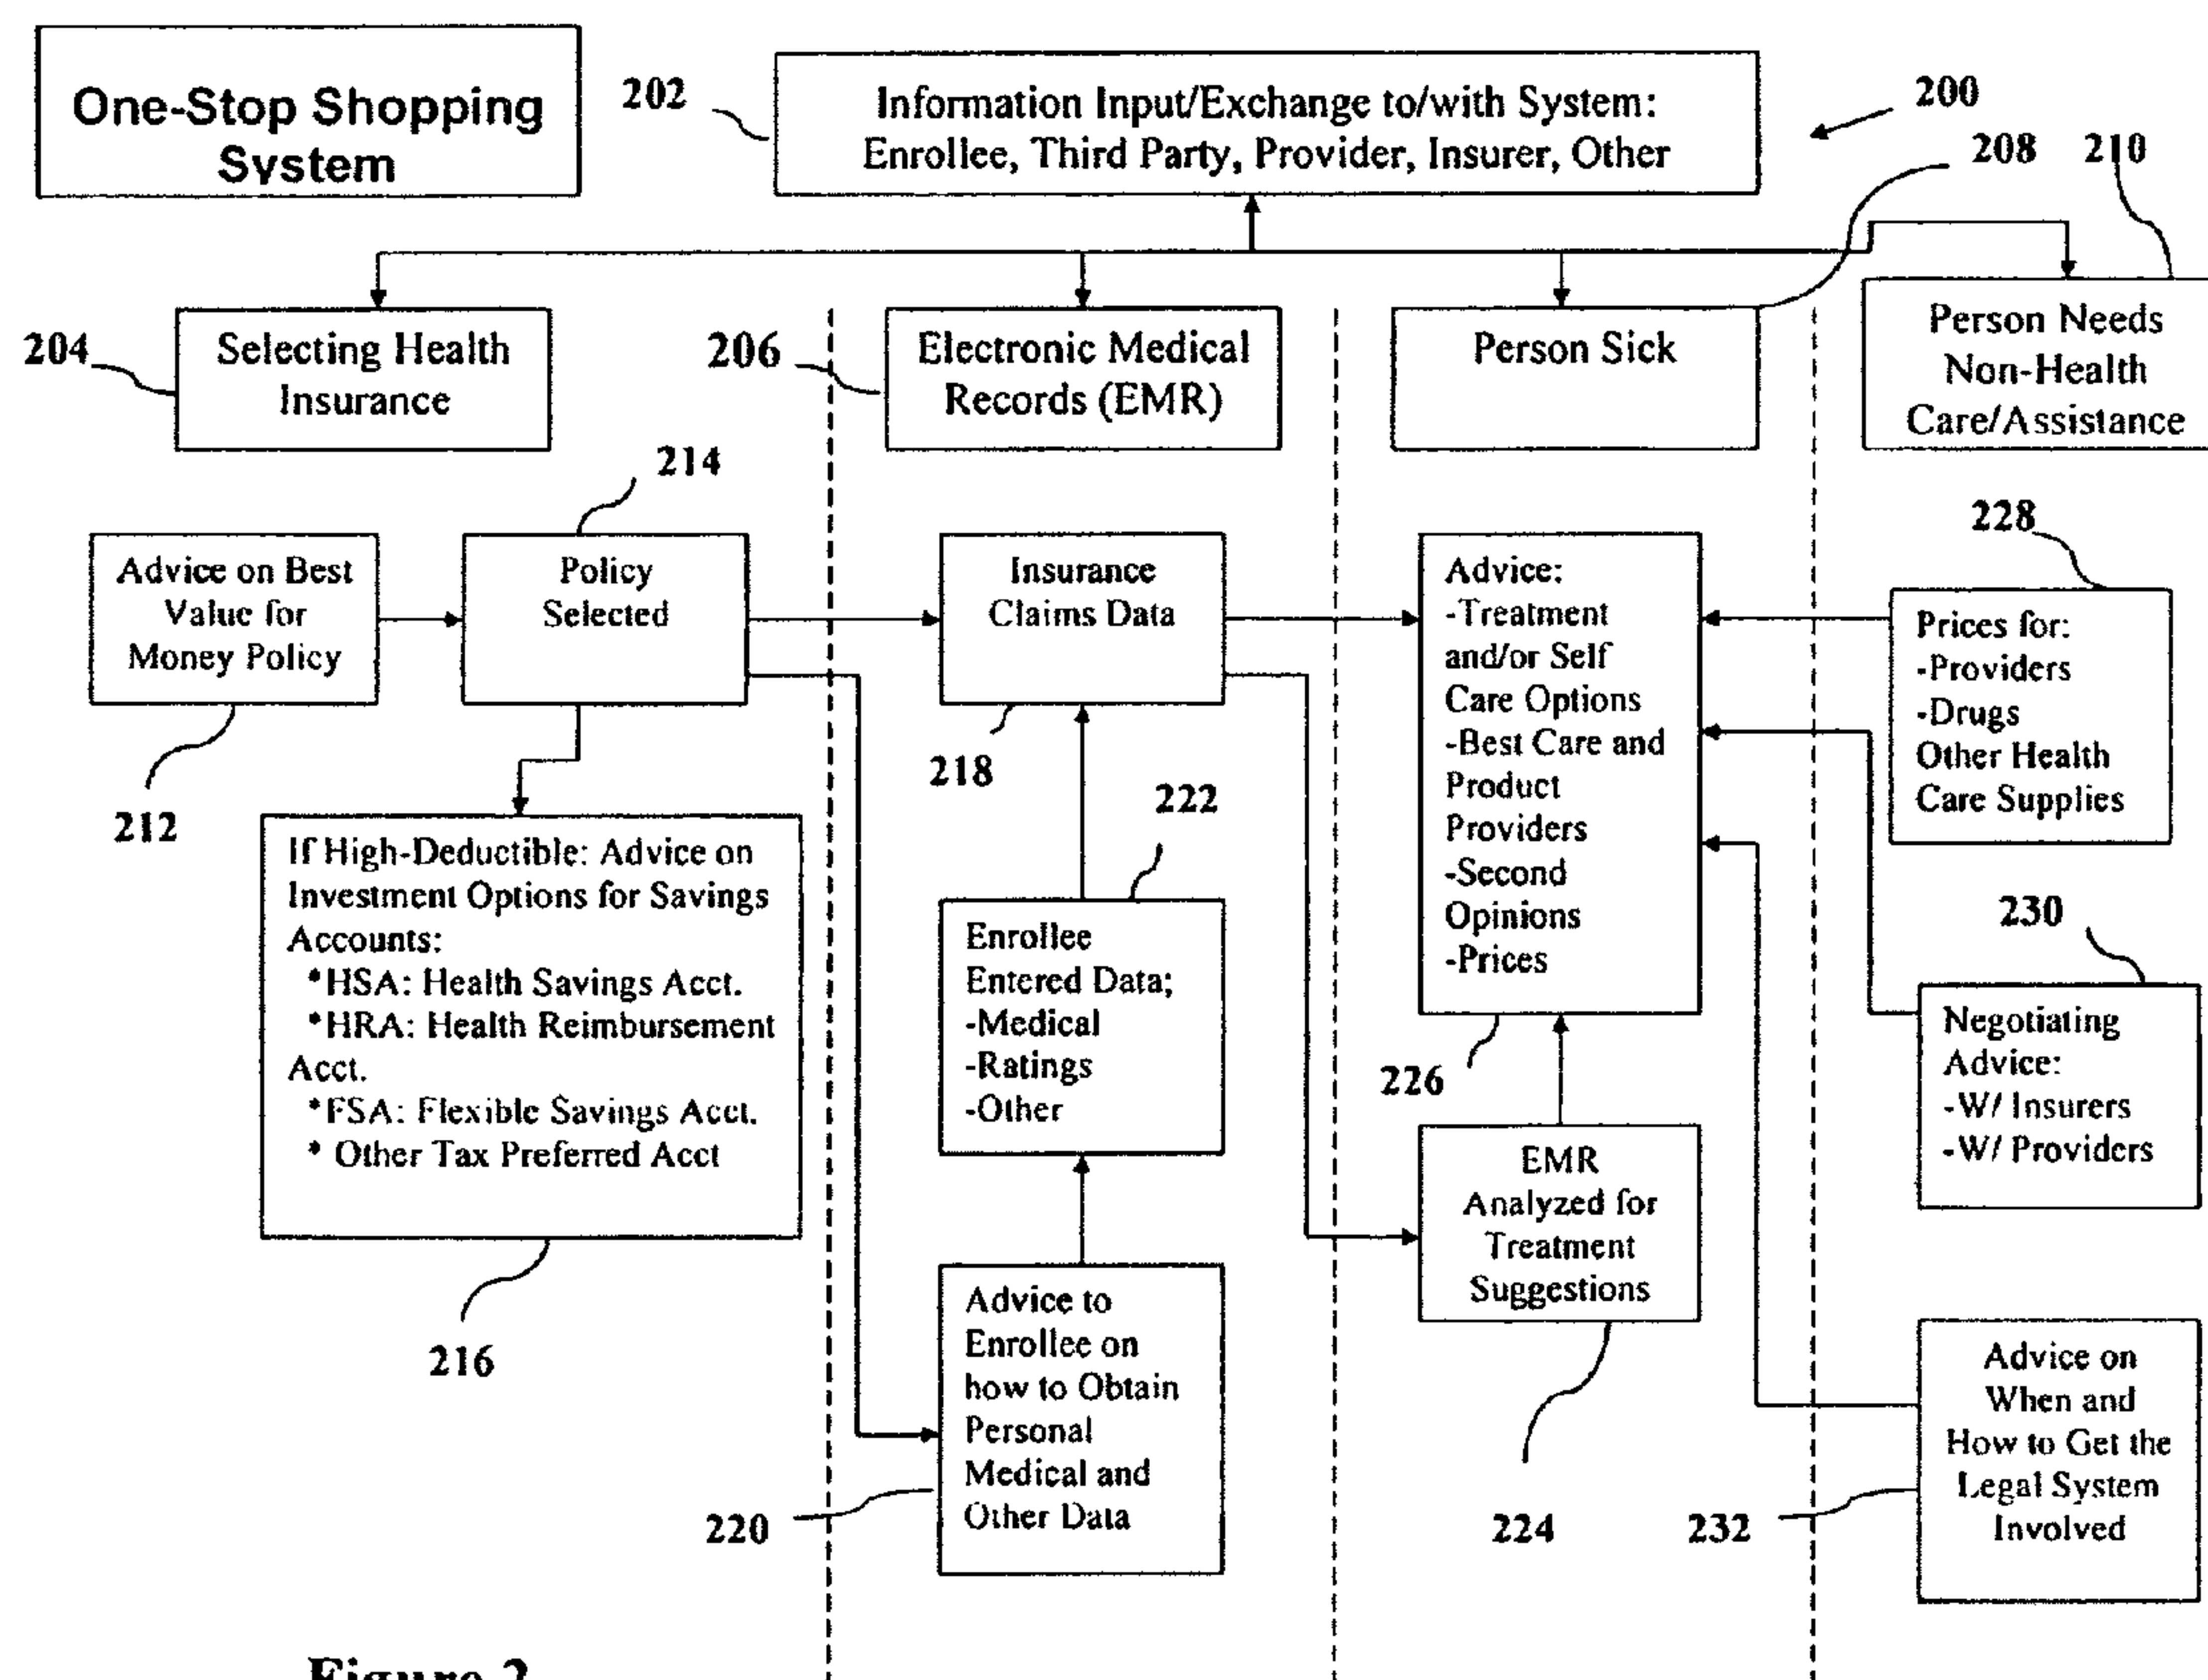 One-Stop Shopping
System
202
Information Input/Exchange to/with System:
Enrollee, Third Party, Provider, Insurer, Other
200
208
210
204
Selecting Health
Insurance
206
Electronic Medical
Records (EMR)
Person Sick
Person Needs
Non-Health
Care/Assistance
214
Advice on Best
Value for
Money Policy
212
Policy
Selected
If High-Deductible: Advice on
Investment Options for Savings
Accounts:
*HSA: Health Savings Acct.
*HRA: Health Reimbursement
Acct.
*FSA: Flexible Savings Acct.
* Other Tax Preferred Acct
216
Insurance
Claims Data
218
222
Enrollee
Entered Data;
-Medical
-Ratings
-Other
Advice to
Enrollee on
how to Obtain
Personal
Medical and
Other Data
220
Advice:
-Treatment
and/or Self
Care Options
-Best Care and
Product
Providers
-Second
Opinions
-Prices
226
EMR
Analyzed for
Treatment
Suggestions
224
228
Prices for:
-Providers
-Drugs
Other Health
Care Supplies
230
Negotiating
Advice:
-W/ Insurers
-W/ Providers
Advice on
When and
How to Get the
Legal System
Involved
232
Figure 2